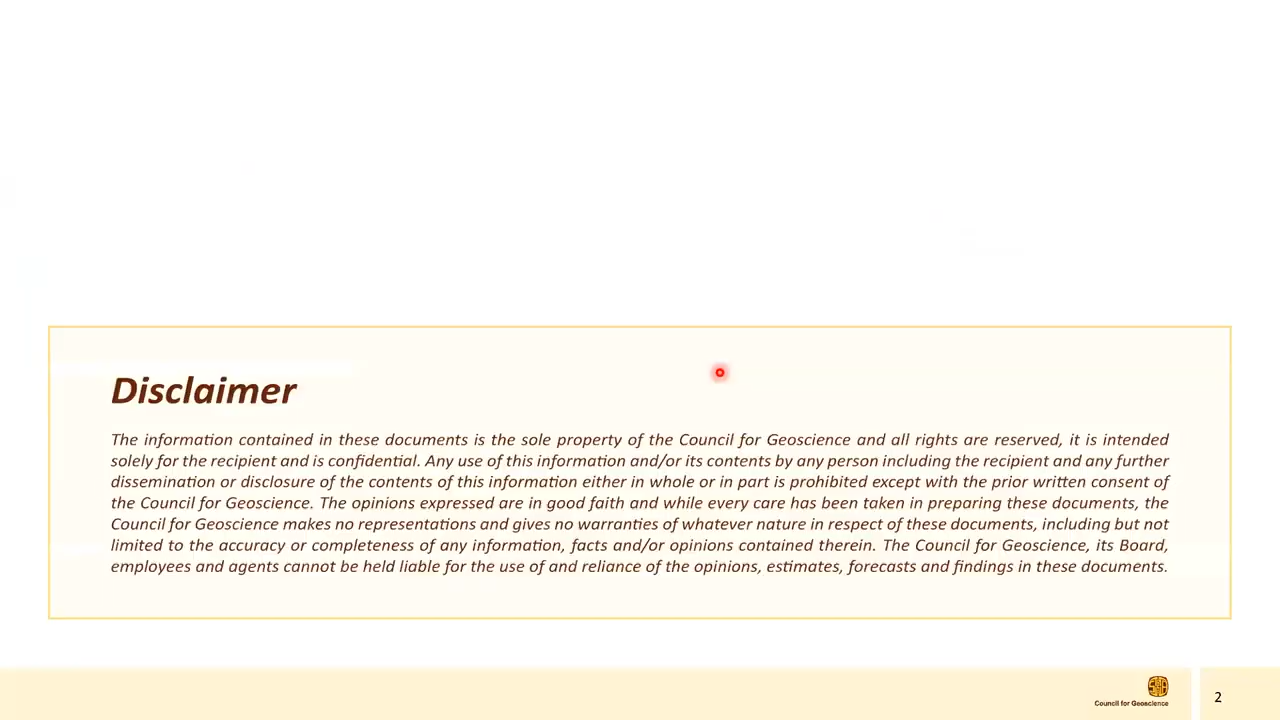 Disclaimer
The information contained in these documents is the sole property of the Council for Geoscience and all rights are reserved, it is intended
solely for the recipient and is confidential. Any use of this information and/or its contents by any person including the recipient and any further
dissemination or disclosure of the contents of this information either in whole or in part is prohibited except with the prior written consent of
the Council for Geoscience. The opinions expressed are in good faith and while every care has been taken in preparing these documents, the
Council for Geoscience makes no representations and gives no warranties of whatever nature in respect of these documents, including but not
limited to the accuracy or completeness of any information, facts and/or opinions contained therein. The Council for Geoscience, its Board,
employees and agents cannot be held liable for the use of and reliance of the opinions, estimates, forecasts and findings in these documents.
Council for Geoscience
2